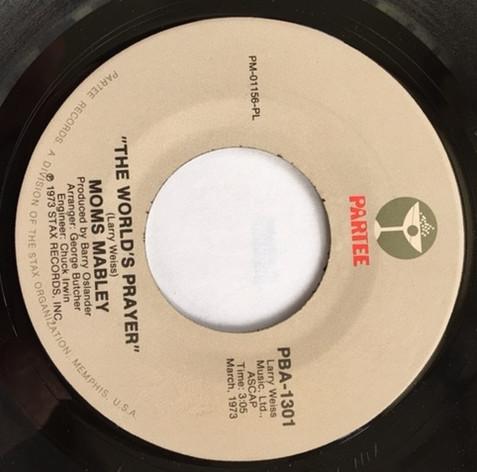 PARTEE
PBA-1301
Larry Weiss
Music, Ltd.,
ASCAP
Time: 3:05
March, 1973
PM-01156-PL
"THE WORLD'S PRAYER"
(Larry Weiss)
MOMS MABLEY
Produced by Barry Oslander
Arranger: George Butcher
Engineer: Chuck Irwin
℗ 1973 STAX RECORDS, INC.
PARTEE RECORDS, A DIVISION OF THE STAX ORGANIZATION, MEMPHIS, U.S.A.